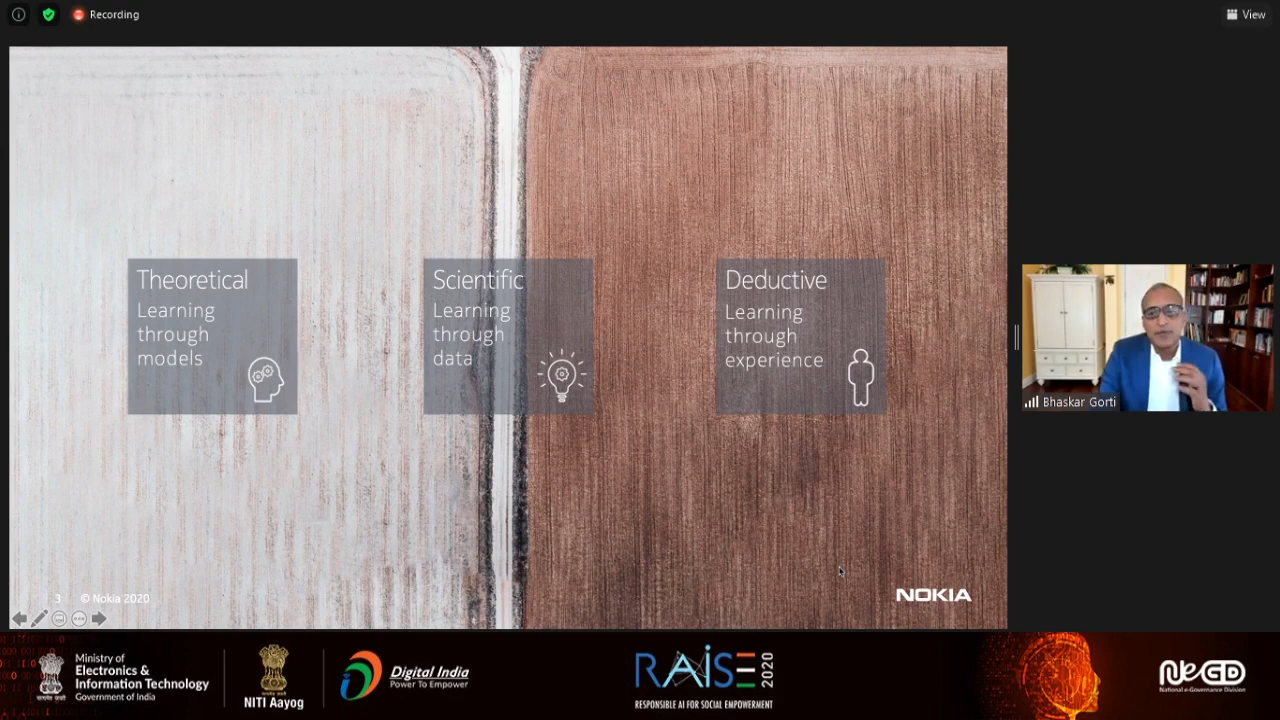 Recording
View
Theoretical
Learning
through
models
Scientific
Learning
through
data
Deductive
Learning
through
experience
Bhaskar Gorti
3 © Nokia 2020
NOKIA
Ministry of
Electronics &
Information Technology
Government of India
NITI Aayog
Digital India
Power To Empower
RAISE 2020
RESPONSIBLE AI FOR SOCIAL EMPOWERMENT
NeGD
National e-Governance Division